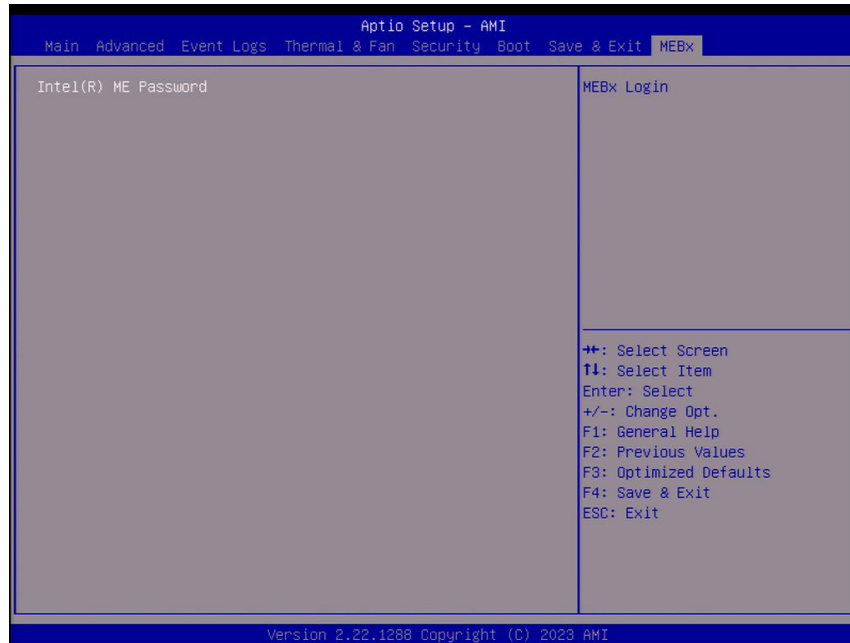 Aptio Setup – AMI
Main Advanced Event Logs Thermal & Fan Security Boot Save & Exit MEBx
Intel(R) ME Password
MEBx Login
→←: Select Screen
↑↓: Select Item
Enter: Select
+/-: Change Opt.
F1: General Help
F2: Previous Values
F3: Optimized Defaults
F4: Save & Exit
ESC: Exit
Version 2.22.1288 Copyright (C) 2023 AMI